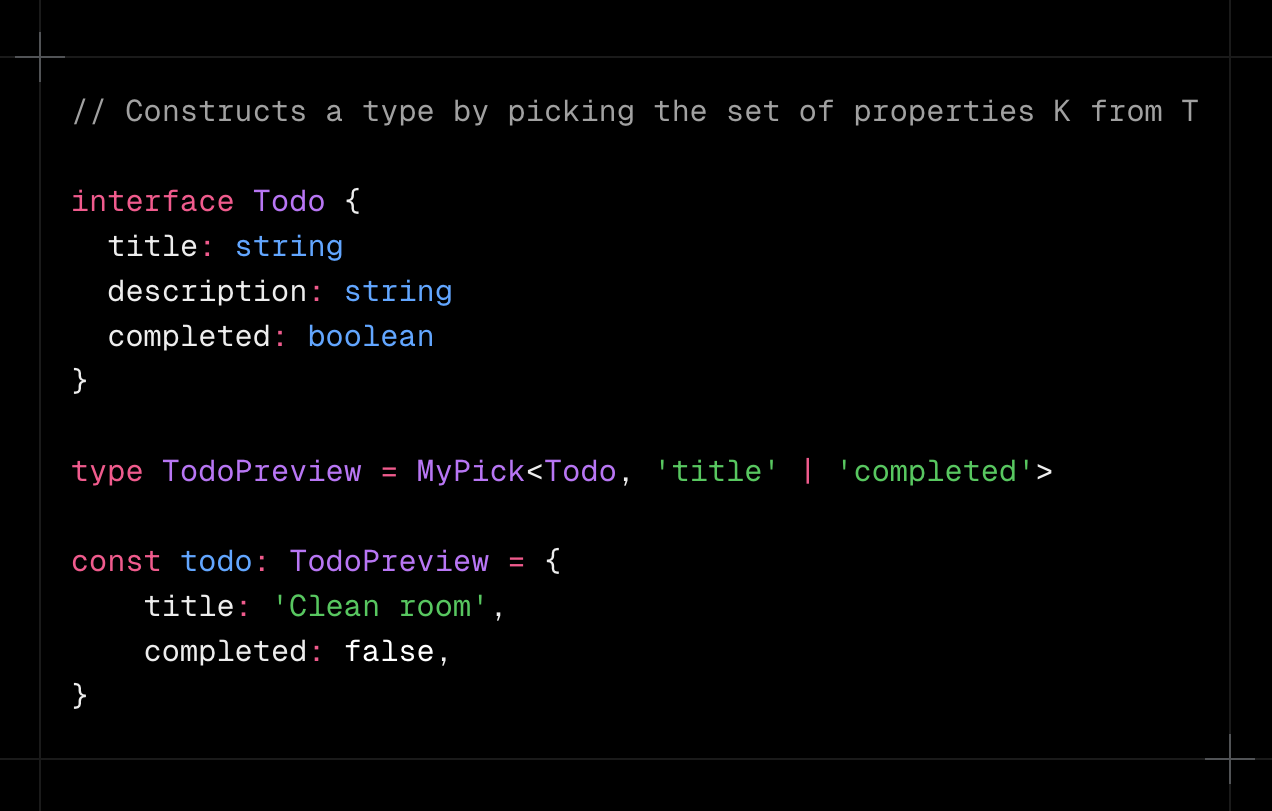 // Constructs a type by picking the set of properties K from T
interface Todo {
  title: string
  description: string
  completed: boolean
}
type TodoPreview = MyPick<Todo, 'title' | 'completed'>
const todo: TodoPreview = {
    title: 'Clean room',
    completed: false,
}